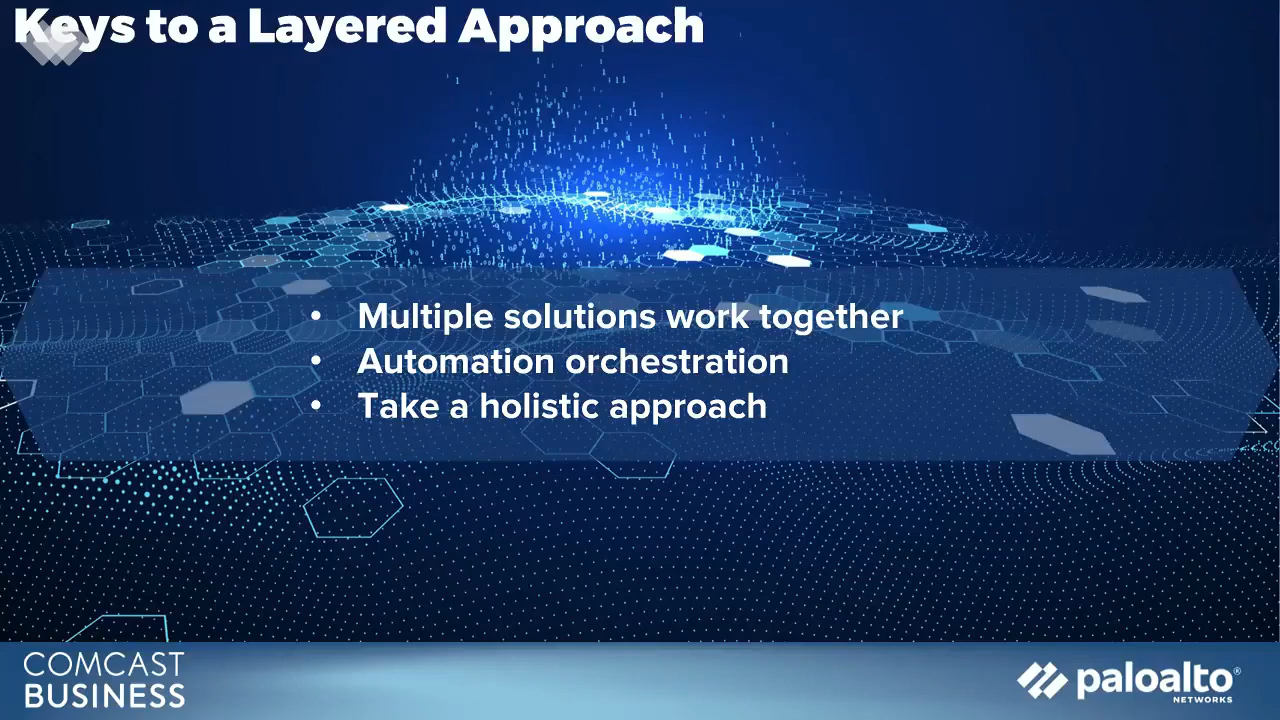 Keys to a Layered Approach
• Multiple solutions work together
• Automation orchestration
• Take a holistic approach
COMCAST
BUSINESS
paloalto®
NETWORKS